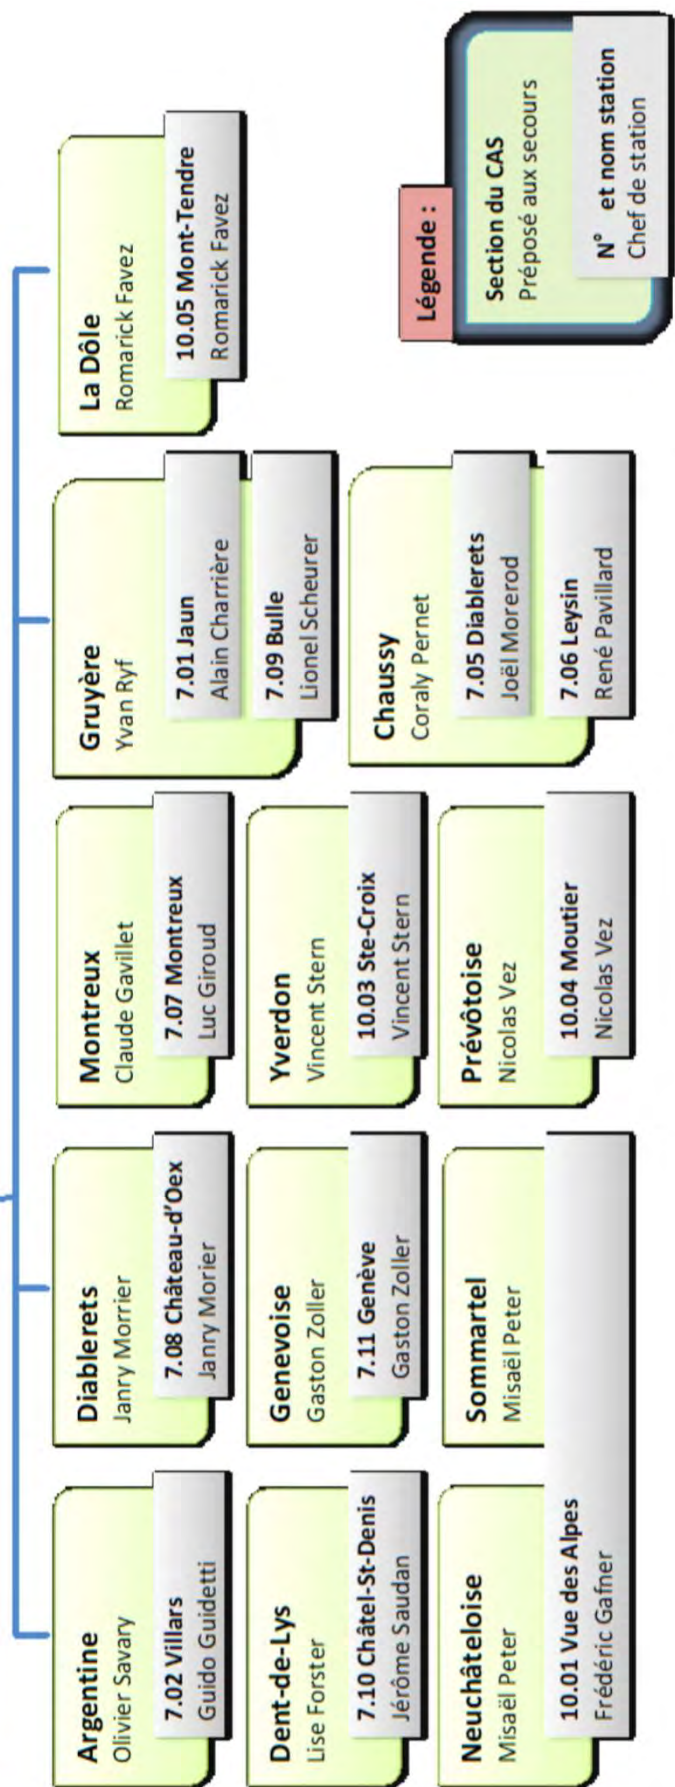 Argentine
Olivier Savary
7.02 Villars
Guido Guidetti
Dent-de-Lys
Lise Forster
7.10 Châtel-St-Denis
Jérôme Saudan
Neuchâteloise
Misaël Peter
10.01 Vue des Alpes
Frédéric Gafner
Diablerets
Janry Morrier
7.08 Château-d'Oex
Janry Morier
Genevoise
Gaston Zoller
7.11 Genève
Gaston Zoller
Sommartel
Misaël Peter
Montreux
Claude Gavillet
7.07 Montreux
Luc Giroud
Yverdon
Vincent Stern
10.03 Ste-Croix
Vincent Stern
Prévôtoise
Nicolas Vez
10.04 Moutier
Nicolas Vez
Gruyère
Yvan Ryf
7.01 Jaun
Alain Charrière
7.09 Bulle
Lionel Scheurer
Chaussy
Coraly Pernet
7.05 Diablerets
Joël Morerod
7.06 Leysin
René Pavillard
La Dôle
Romarick Favez
10.05 Mont-Tendre
Romarick Favez
Légende :
Section du CAS
Préposé aux secours
N° et nom station
Chef de station